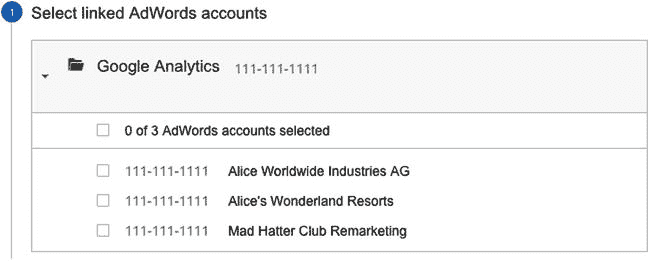 1 Select linked AdWords accounts
Google Analytics 111-111-1111
0 of 3 AdWords accounts selected
111-111-1111 Alice Worldwide Industries AG
111-111-1111 Alice's Wonderland Resorts
111-111-1111 Mad Hatter Club Remarketing